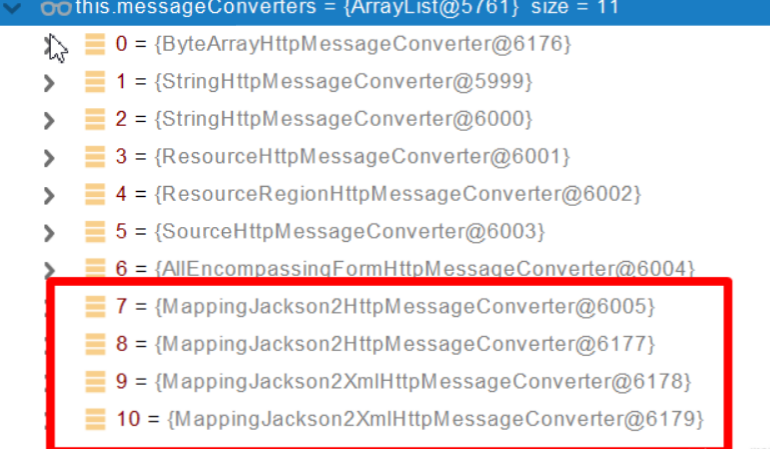 this.messageConverters = {ArrayList@5761} size = 11
0 = {ByteArrayHttpMessageConverter@6176}
1 = {StringHttpMessageConverter@5999}
2 = {StringHttpMessageConverter@6000}
3 = {ResourceHttpMessageConverter@6001}
4 = {ResourceRegionHttpMessageConverter@6002}
5 = {SourceHttpMessageConverter@6003}
6 = {AllEncompassingFormHttpMessageConverter@6004}
7 = {MappingJackson2HttpMessageConverter@6005}
8 = {MappingJackson2HttpMessageConverter@6177}
9 = {MappingJackson2XmlHttpMessageConverter@6178}
10 = {MappingJackson2XmlHttpMessageConverter@6179}